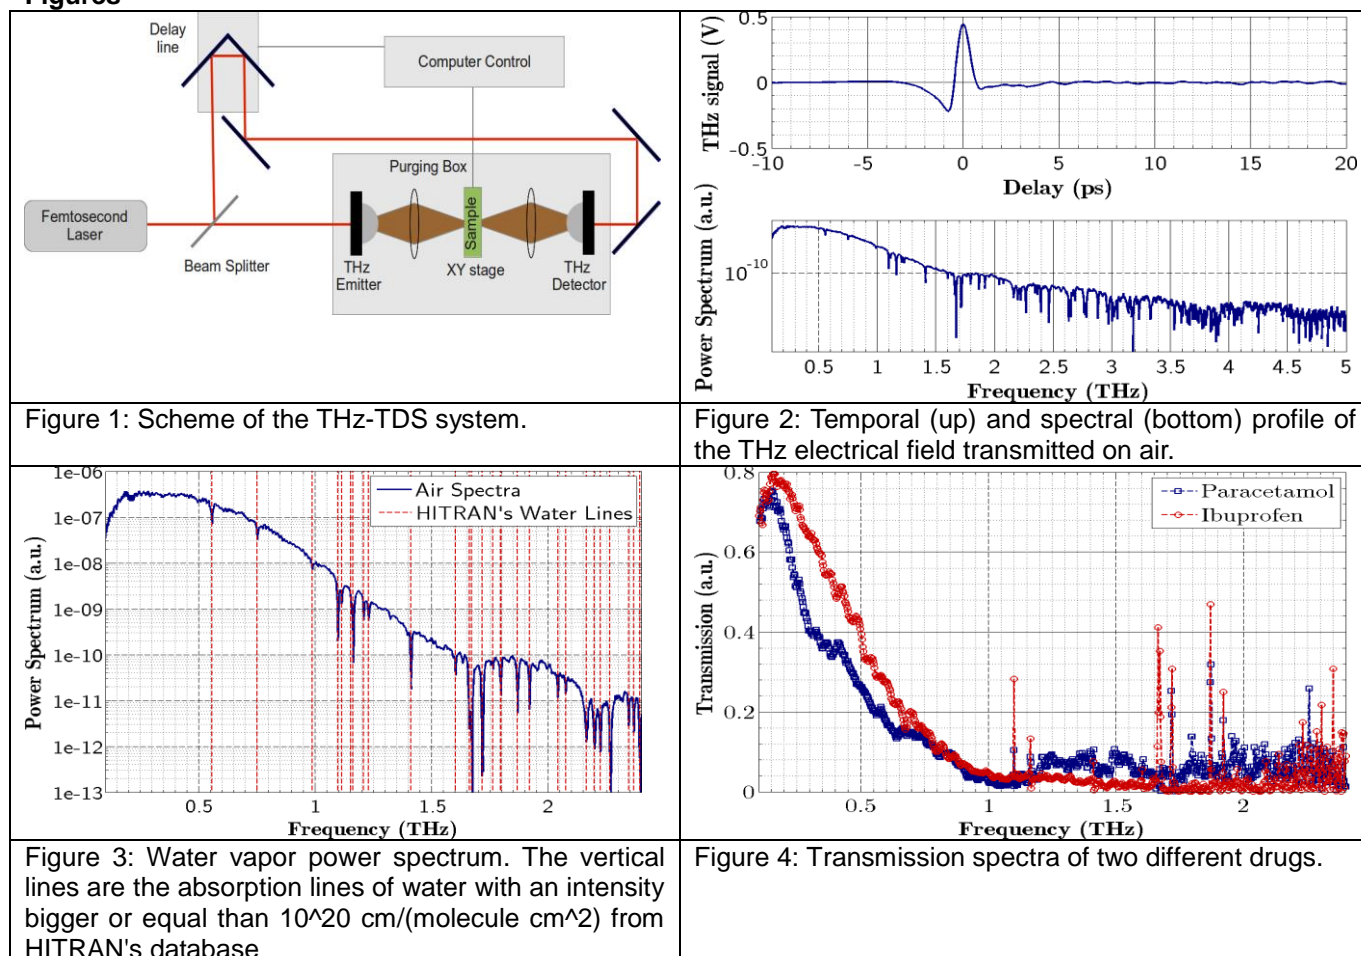 Figures
Delay
line
Computer Control
Purging Box
Femtosecond
Laser
Beam Splitter
THz
Emitter
Sample
XY stage
THz
Detector
THz signal (V)
0.5
0
-0.5
-10 -5 0 5 10 15 20
Delay (ps)
Power Spectrum (a.u.)
10^-10
0.5 1 1.5 2 2.5 3 3.5 4 4.5 5
Frequency (THz)
Figure 1: Scheme of the THz-TDS system.
Figure 2: Temporal (up) and spectral (bottom) profile of
the THz electrical field transmitted on air.
Power Spectrum (a.u.)
1e-06
1e-07
1e-08
1e-09
1e-10
1e-11
1e-12
1e-13
Air Spectra
HITRAN's Water Lines
0.5 1 1.5 2
Frequency (THz)
Transmission (a.u.)
0.8
0.6
0.4
0.2
0
Paracetamol
Ibuprofen
0.5 1 1.5 2
Frequency (THz)
Figure 3: Water vapor power spectrum. The vertical
lines are the absorption lines of water with an intensity
bigger or equal than 10^20 cm/(molecule cm^2) from
HITRAN's database
Figure 4: Transmission spectra of two different drugs.